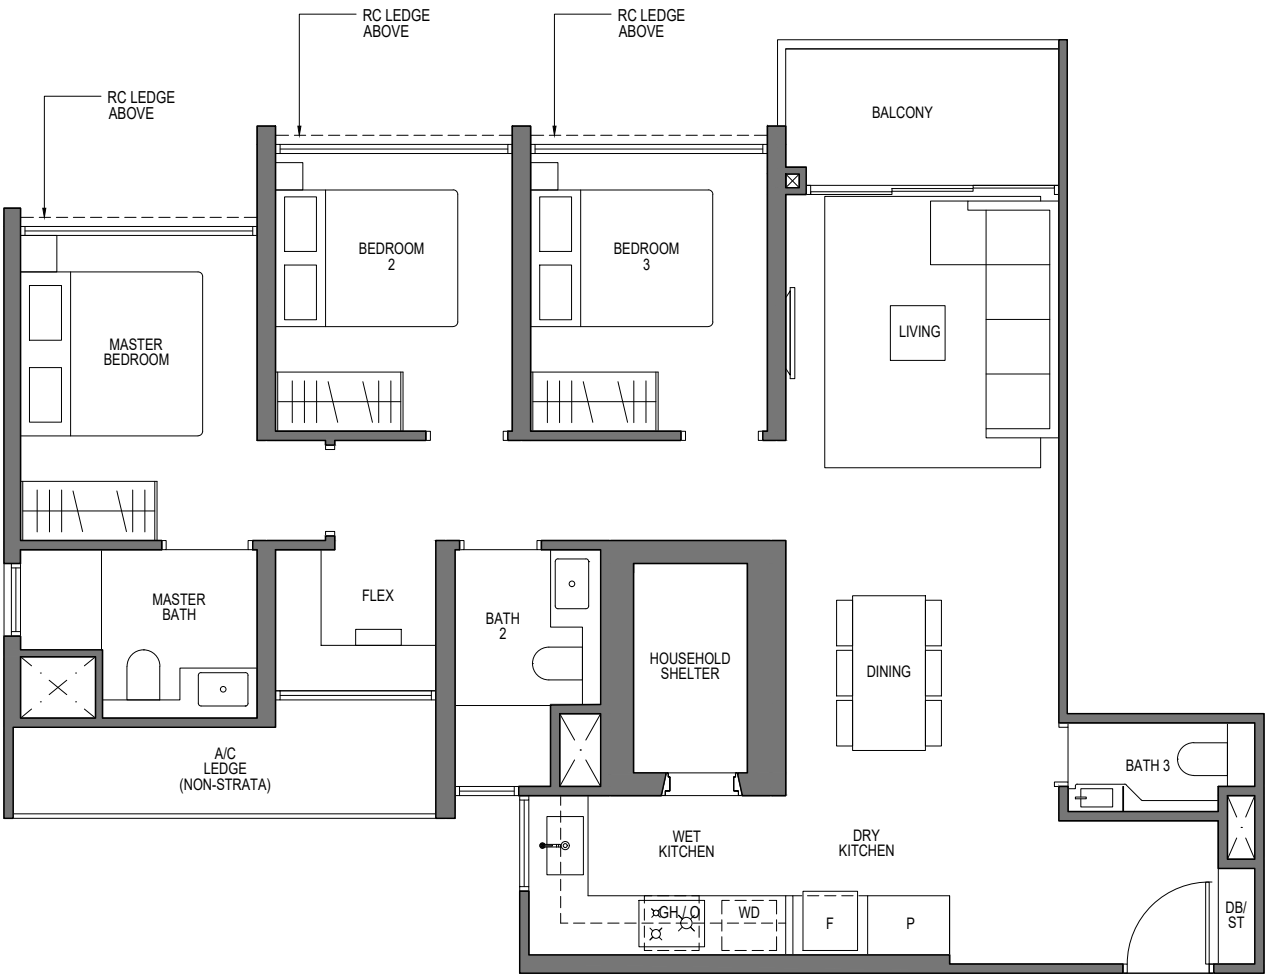 RC LEDGE
ABOVE
RC LEDGE
ABOVE
RC LEDGE
ABOVE
BALCONY
BEDROOM
2
BEDROOM
3
MASTER
BEDROOM
LIVING
MASTER
BATH
FLEX
BATH
2
HOUSEHOLD
SHELTER
DINING
A/C
LEDGE
(NON-STRATA)
BATH 3
WET
KITCHEN
DRY
KITCHEN
GH / O
WD
F
P
DB/
ST